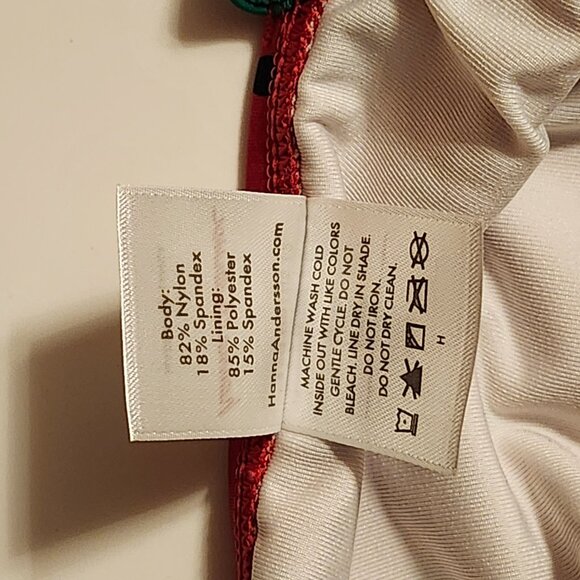 Body:
82% Nylon
18% Spandex
Lining:
85% Polyester
15% Spandex
HannaAndersson.com
MACHINE WASH COLD
INSIDE OUT WITH LIKE COLORS
GENTLE CYCLE. DO NOT
BLEACH. LINE DRY IN SHADE.
DO NOT IRON.
DO NOT DRY CLEAN.
H